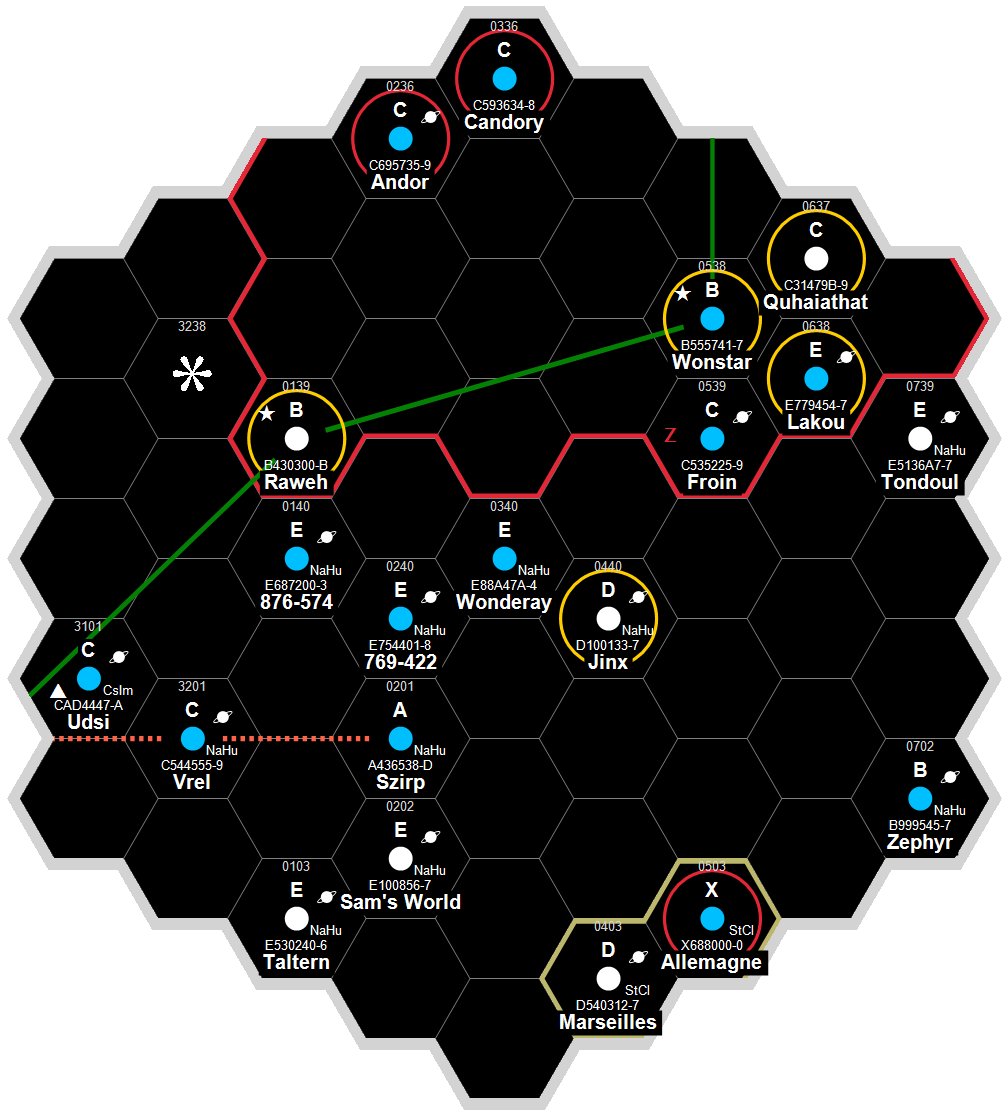 0336
C
C593634-8
Candory
0236
C
C695735-9
Andor
0637
C
C31479B-9
Quhaiathat
0538
B
B555741-7
Wonstar
3238
0638
E
E779454-7
Lakou
0139
B
B430300-B
Raweh
0539
C
Z
C535225-9
Froin
0739
E
NaHu
E5136A7-7
Tondoul
0140
E
NaHu
E687200-3
876-574
0340
E
NaHu
E88A47A-4
Wonderay
0240
E
NaHu
E754401-8
769-422
0440
D
NaHu
D100133-7
Jinx
3101
C
CsIm
CAD4447-A
Udsi
3201
C
NaHu
C544555-9
Vrel
0201
A
NaHu
A436538-D
Szirp
0702
B
NaHu
B999545-7
Zephyr
0202
E
NaHu
E100856-7
Sam's World
0103
E
NaHu
E530240-6
Taltern
0503
X
StCl
X688000-0
Allemagne
0403
D
StCl
D540312-7
Marseilles